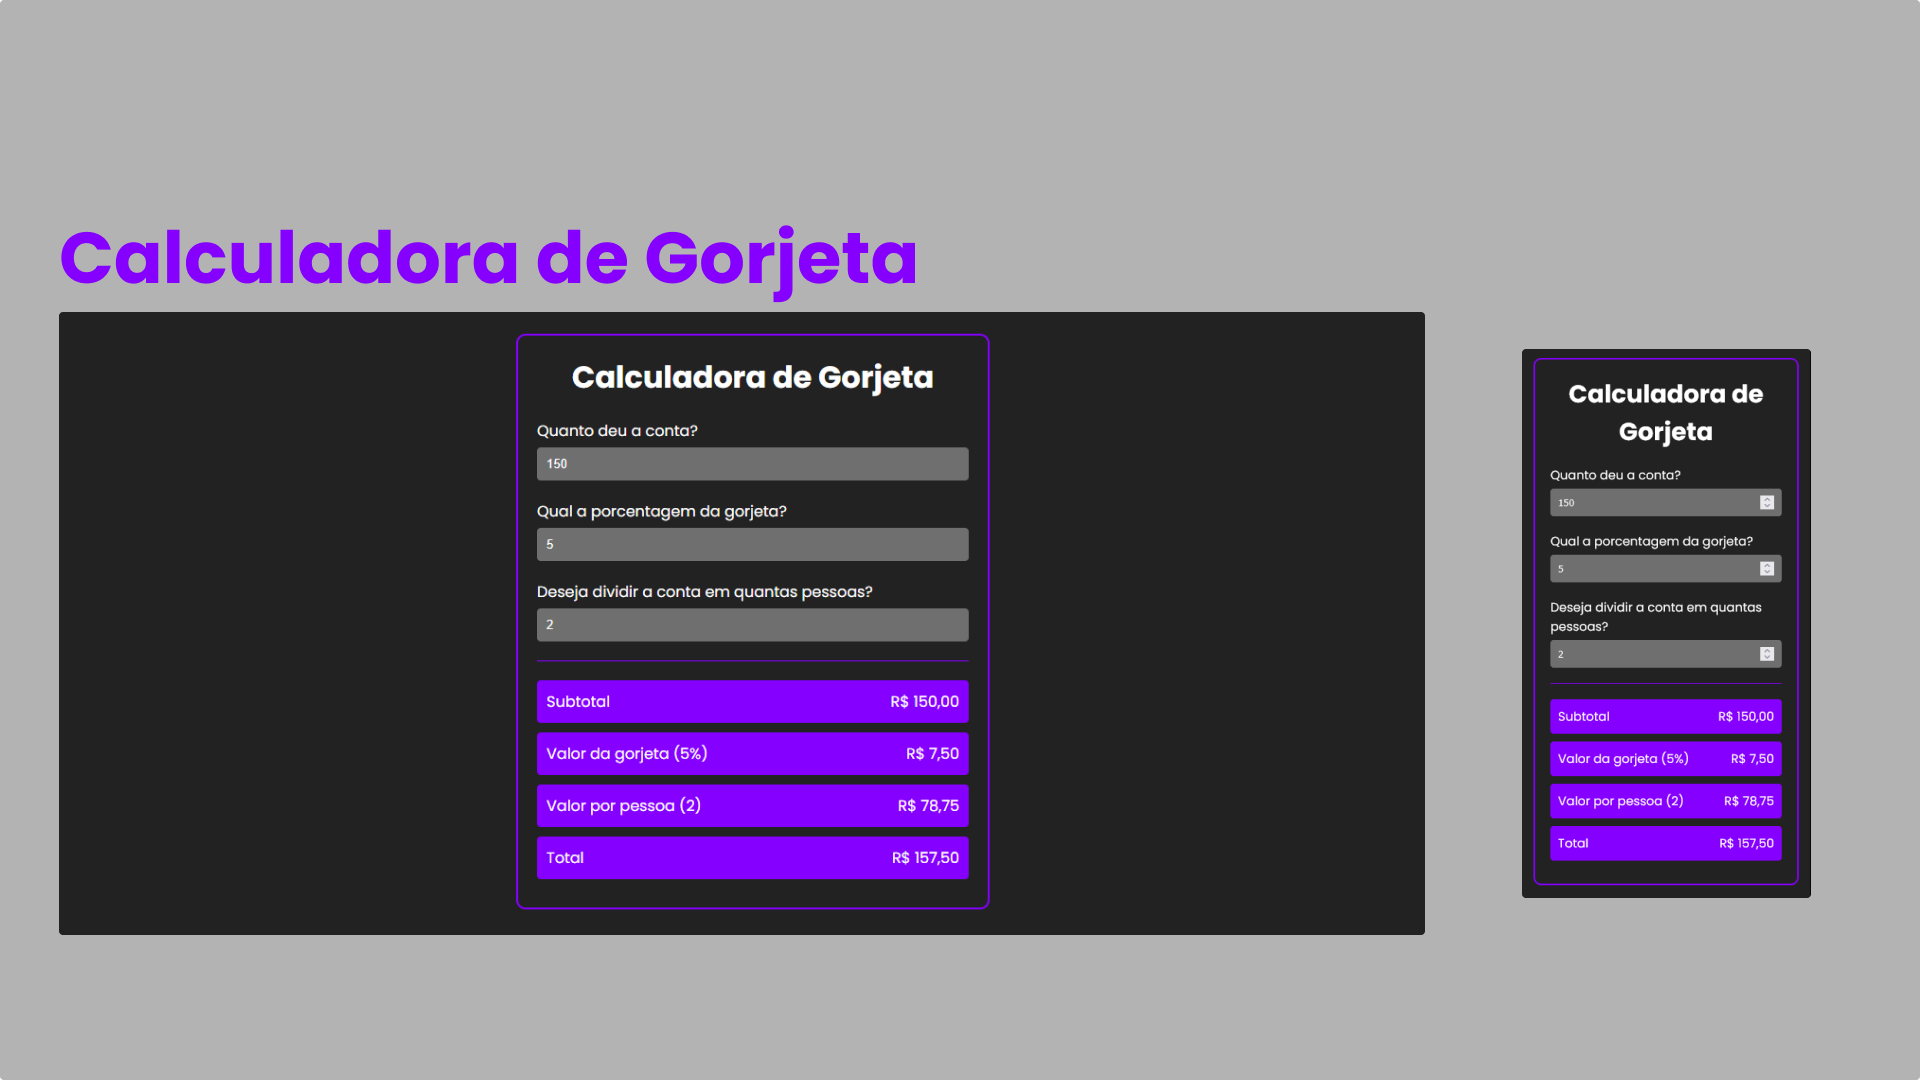 Calculadora de Gorjeta
Calculadora de Gorjeta
Quanto deu a conta?
150
Qual a porcentagem da gorjeta?
5
Deseja dividir a conta em quantas pessoas?
2
Subtotal R$ 150,00
Valor da gorjeta (5%) R$ 7,50
Valor por pessoa (2) R$ 78,75
Total R$ 157,50
Calculadora de
Gorjeta
Quanto deu a conta?
150
Qual a porcentagem da gorjeta?
5
Deseja dividir a conta em quantas
pessoas?
2
Subtotal R$ 150,00
Valor da gorjeta (5%) R$ 7,50
Valor por pessoa (2) R$ 78,75
Total R$ 157,50